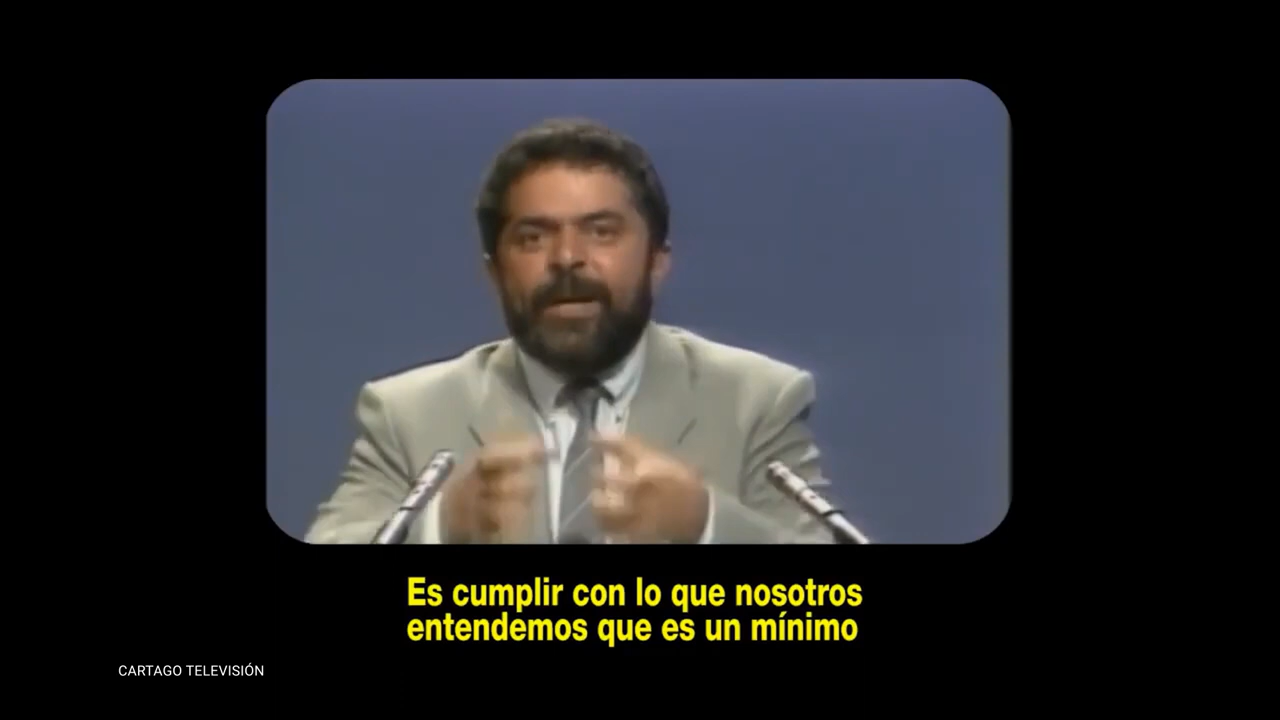 Es cumplir con lo que nosotros
entendemos que es un mínimo
CARTAGO TELEVISIÓN